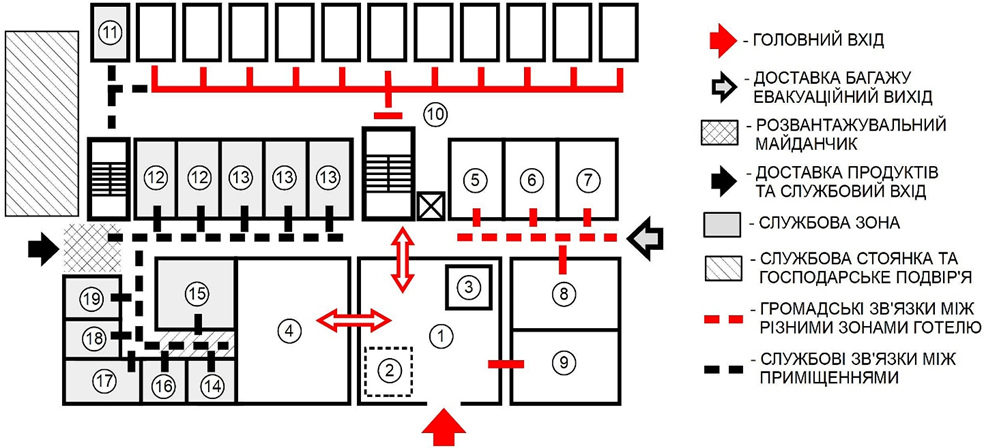 11
10
12 12 13 13 13
5 6 7
3
8
19
15
18
4
1
2
9
17 16 14
- ГОЛОВНИЙ ВХІД
- ДОСТАВКА БАГАЖУ
ЕВАКУАЦІЙНИЙ ВИХІД
- РОЗВАНТАЖУВАЛЬНИЙ
МАЙДАНЧИК
- ДОСТАВКА ПРОДУКТІВ
ТА СЛУЖБОВИЙ ВХІД
- СЛУЖБОВА ЗОНА
- СЛУЖБОВА СТОЯНКА ТА
ГОСПОДАРСЬКЕ ПОДВІР'Я
- ГРОМАДСЬКІ ЗВ'ЯЗКИ МІЖ
РІЗНИМИ ЗОНАМИ ГОТЕЛЮ
- СЛУЖБОВІ ЗВ'ЯЗКИ МІЖ
ПРИМІЩЕННЯМИ